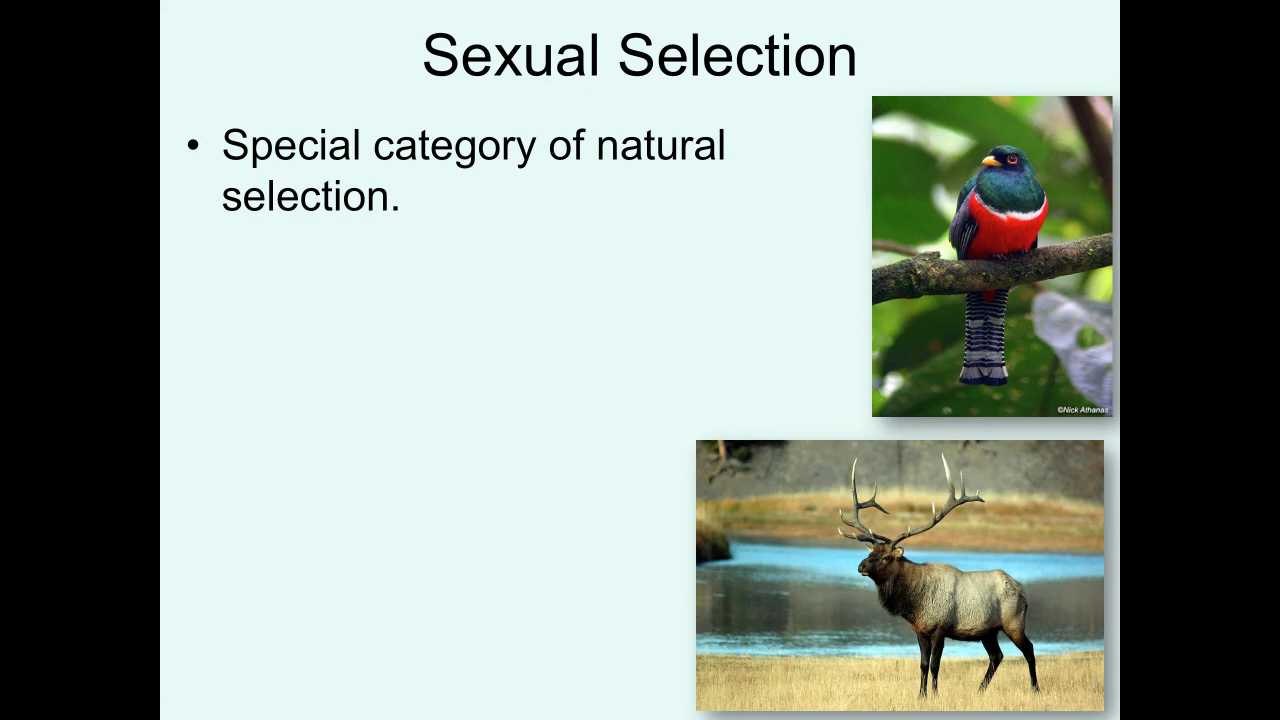 Sexual Selection
• Special category of natural
selection.
©Nick Athanas